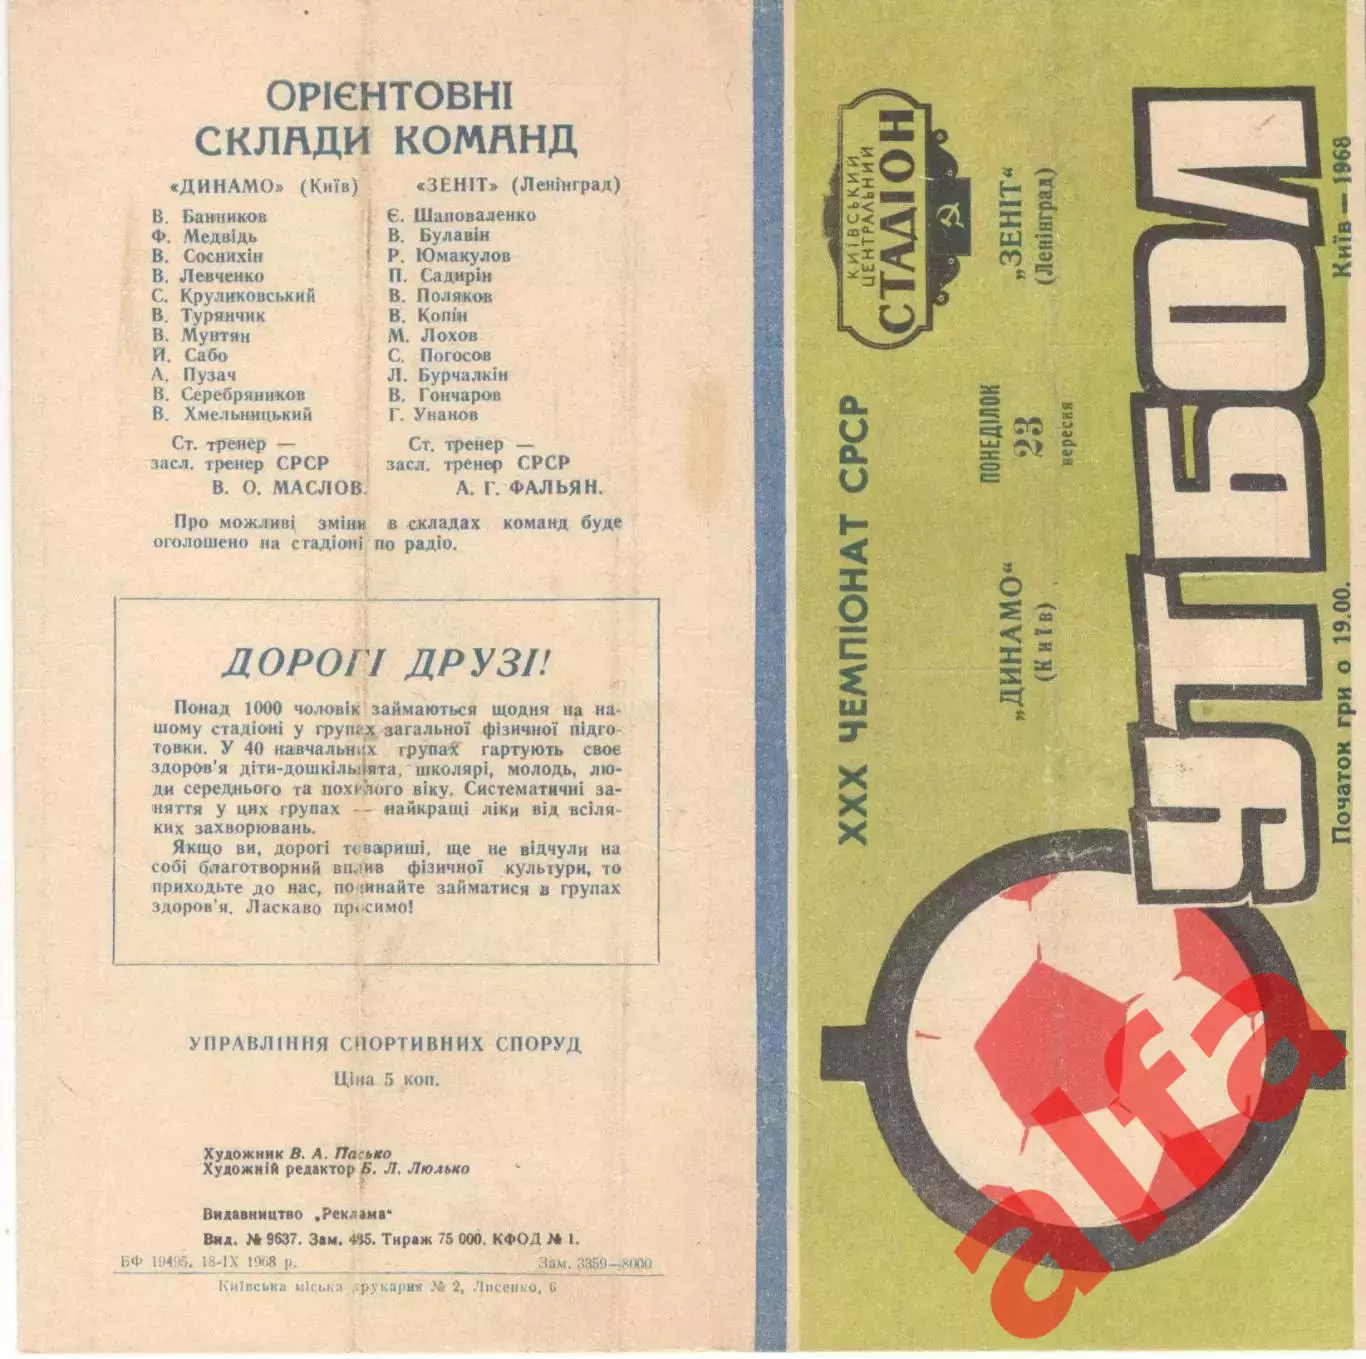 ОРІЄНТОВНІ
СКЛАДИ КОМАНД
«ДИНАМО» (Київ)
В. Банников
Ф. Медвідь
В. Соснихін
В. Левченко
С. Круликовський
В. Турянчик
В. Мунтян
Й. Сабо
А. Пузач
В. Серебряников
В. Хмельницький
Ст. тренер —
засл. тренер СРСР
В. О. МАСЛОВ.
«ЗЕНІТ» (Ленінград)
Є. Шаповаленко
В. Булавін
Р. Юмакулов
П. Садирін
В. Поляков
В. Копін
М. Лохов
С. Погосов
Л. Бурчалкін
В. Гончаров
Г. Унанов
Ст. тренер —
засл. тренер СРСР
А. Г. ФАЛЬЯН.
Про можливі зміни в складах команд буде
оголошено на стадіоні по радіо.
ДОРОГІ ДРУЗІ!
Понад 1000 чоловік займаються щодня на на-
шому стадіоні у групах загальної фізичної підго-
товки. У 40 навчальних групах гартують своє
здоров'я діти-дошкільнята, школярі, молодь, лю-
ди середнього та похилого віку. Систематичні за-
няття у цих групах — найкращі ліки від всіля-
ких захворювань.
Якщо ви, дорогі товариші, ще не відчули на
собі благотворний вплив фізичної культури, то
приходьте до нас, починайте займатися в групах
здоров'я. Ласкаво просимо!
УПРАВЛІННЯ СПОРТИВНИХ СПОРУД
Ціна 5 коп.
Художник В. А. Пасько
Художній редактор Б. Л. Люлько
Видавництво „Реклама“
Вид. № 9637. Зам. 485. Тираж 75 000. КФОД № 1.
БФ 19495. 18-IX 1968 р. Зам. 3359—8000
Київська міська друкарня № 2, Лисенко, 6
КИЇВСЬКИЙ
ЦЕНТРАЛЬНИЙ
СТАДІОН
XXX ЧЕМПІОНАТ СРСР
„ДИНАМО“
(Київ)
ПОНЕДІЛОК
23
вересня
„ЗЕНІТ“
(Ленінград)
ФУТБОЛ
Початок гри о 19.00.
Київ — 1968
alfa